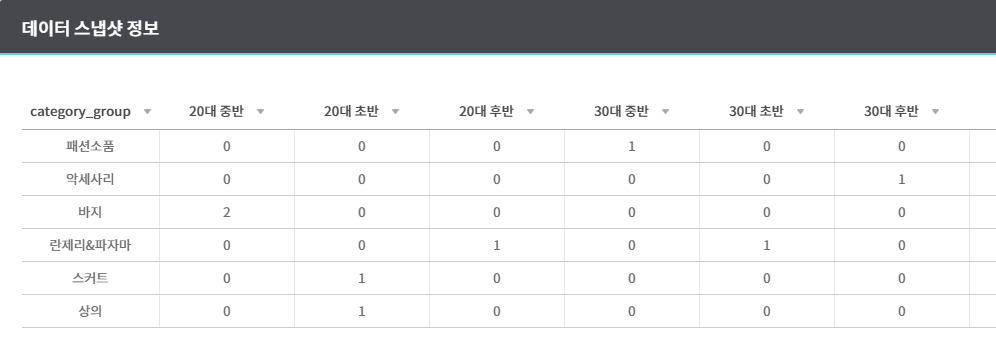 데이터 스냅샷 정보
category_group 20대 중반 20대 초반 20대 후반 30대 중반 30대 초반 30대 후반
패션소품 0 0 0 1 0 0
악세사리 0 0 0 0 0 1
바지 2 0 0 0 0 0
란제리&파자마 0 0 1 0 1 0
스커트 0 1 0 0 0 0
상의 0 1 0 0 0 0